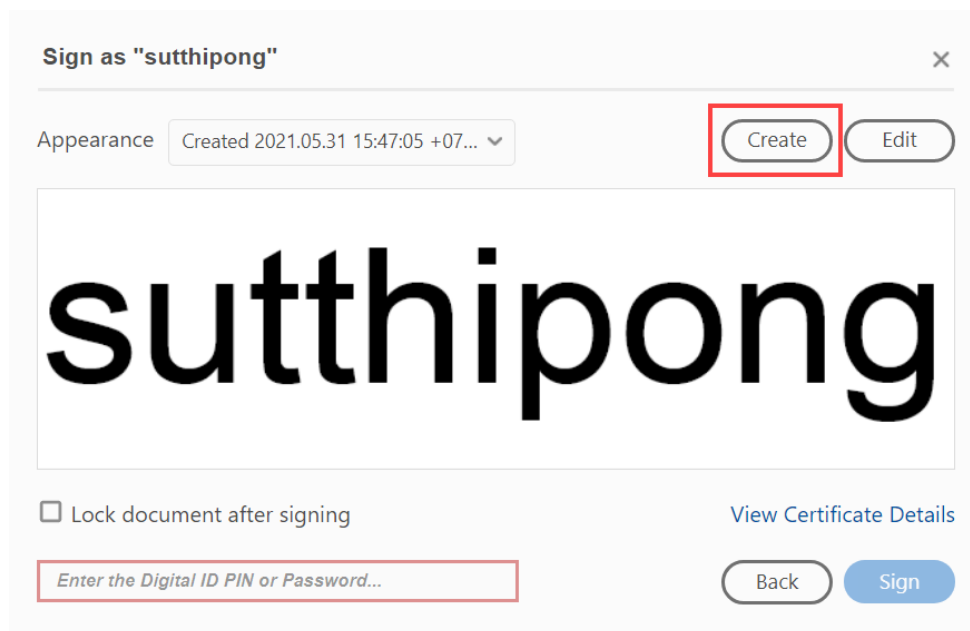 Sign as "sutthipong"
Appearance Created 2021.05.31 15:47:05 +07... Create Edit
sutthipong
Lock document after signing View Certificate Details
Enter the Digital ID PIN or Password... Back Sign